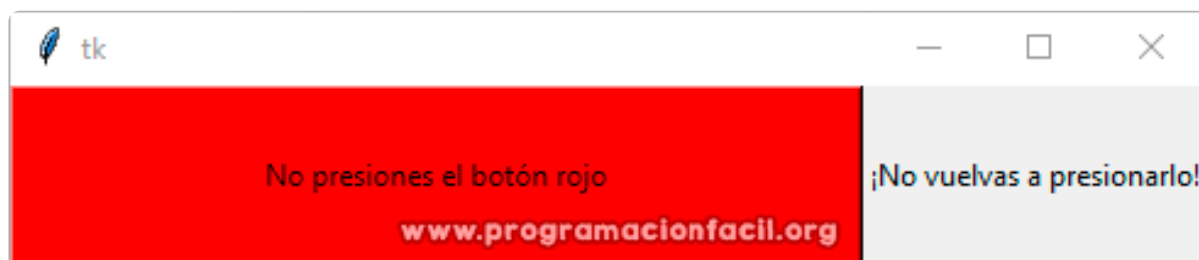 tk
No presiones el botón rojo
¡No vuelvas a presionarlo!
www.programacionfacil.org